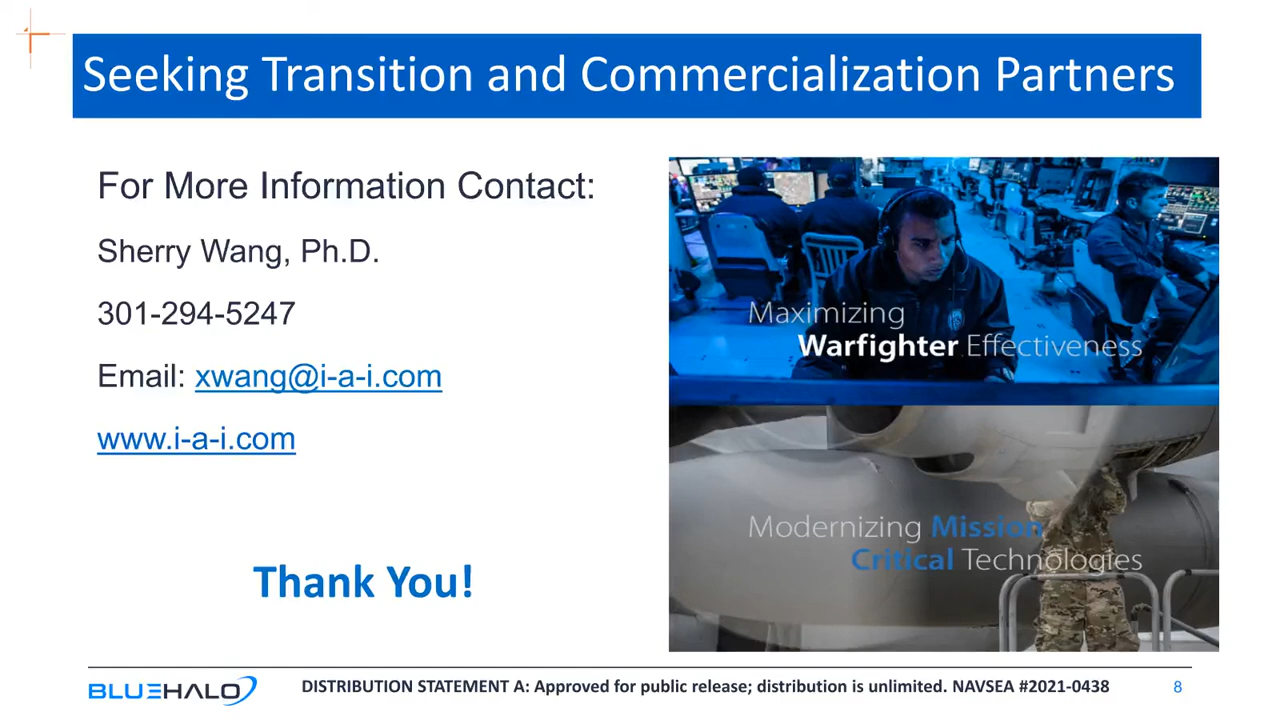 Seeking Transition and Commercialization Partners
For More Information Contact:
Sherry Wang, Ph.D.
301-294-5247
Email: xwang@i-a-i.com
www.i-a-i.com
Thank You!
Maximizing
Warfighter Effectiveness
Modernizing Mission
Critical Technologies
BLUEHALO
DISTRIBUTION STATEMENT A: Approved for public release; distribution is unlimited. NAVSEA #2021-0438
8